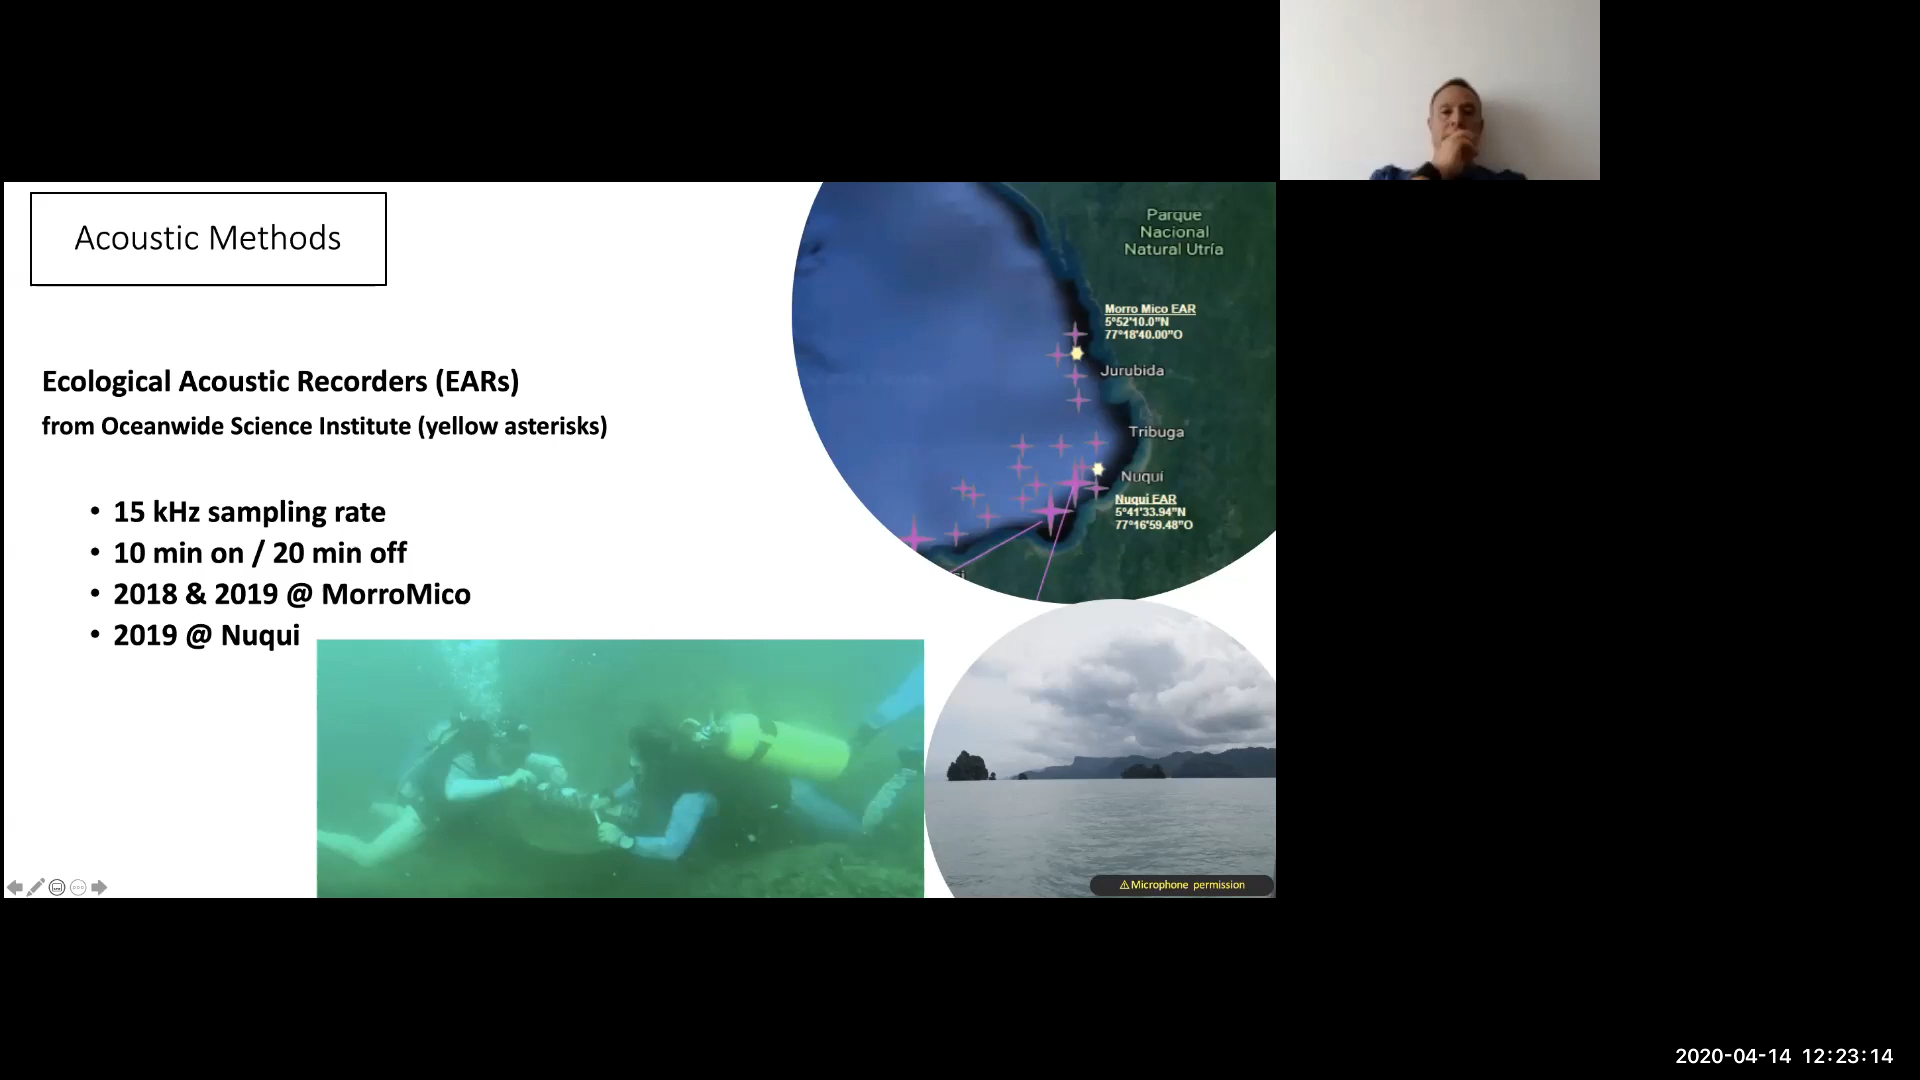 Acoustic Methods
Ecological Acoustic Recorders (EARs)
from Oceanwide Science Institute (yellow asterisks)
• 15 kHz sampling rate
• 10 min on / 20 min off
• 2018 & 2019 @ MorroMico
• 2019 @ Nuqui
Parque
Nacional
Natural Utría
Morro Mico EAR
5°52'10.0"N
77°18'40.00"O
Jurubida
Tribuga
Nuquí
Nuqui EAR
5°41'33.94"N
77°16'59.48"O
⚠Microphone permission
2020-04-14 12:23:14